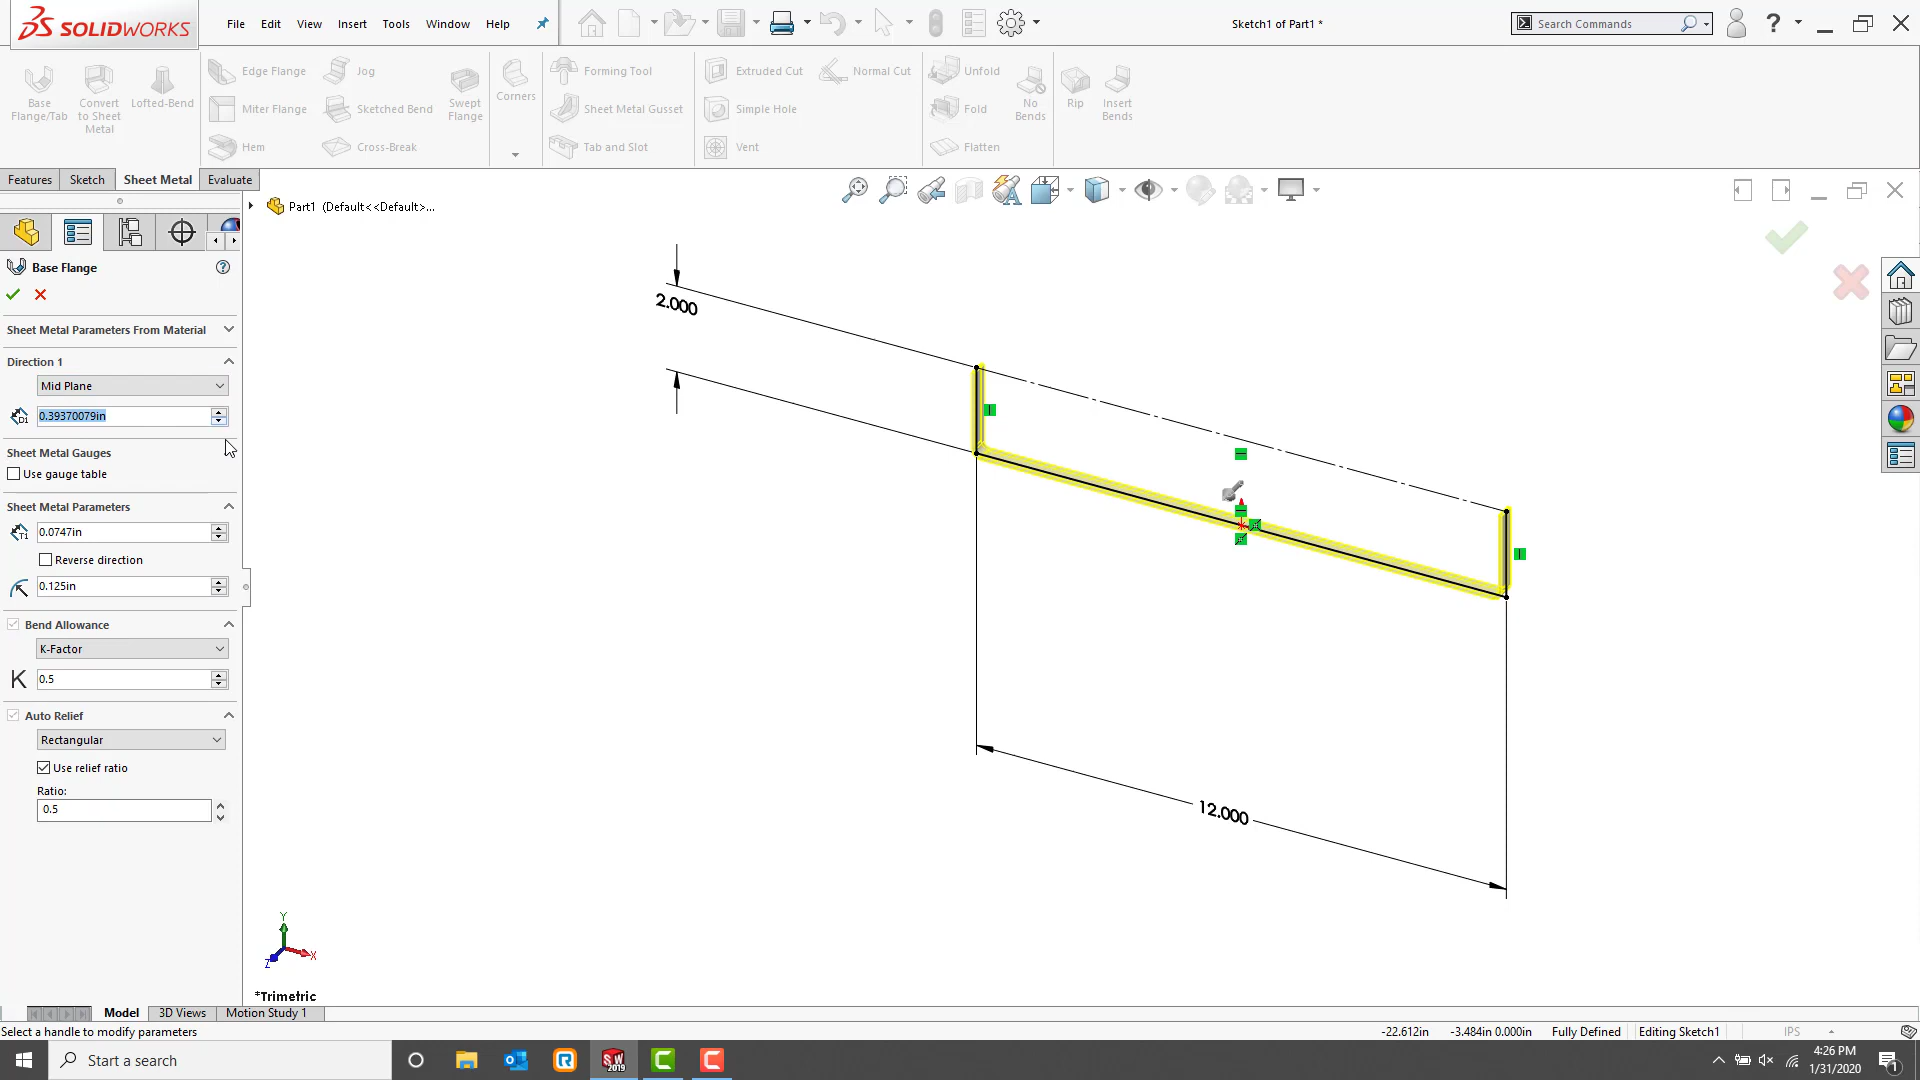 SOLIDWORKS
File Edit View Insert Tools Window Help
Sketch1 of Part1 *
Search Commands
Base Flange/Tab
Convert to Sheet Metal
Lofted-Bend
Edge Flange
Miter Flange
Hem
Jog
Sketched Bend
Cross-Break
Swept Flange
Corners
Forming Tool
Sheet Metal Gusset
Tab and Slot
Extruded Cut
Simple Hole
Vent
Normal Cut
Unfold
Fold
Flatten
No Bends
Rip
Insert Bends
Features Sketch Sheet Metal Evaluate
Part1 (Default<<Default>...
Base Flange
Sheet Metal Parameters From Material
Direction 1
Mid Plane
D1 0.39370079in
Sheet Metal Gauges
Use gauge table
Sheet Metal Parameters
T1 0.0747in
Reverse direction
0.125in
Bend Allowance
K-Factor
K 0.5
Auto Relief
Rectangular
Use relief ratio
Ratio:
0.5
2.000
12.000
Y
X
Z
*Trimetric
Model 3D Views Motion Study 1
Select a handle to modify parameters
-22.612in -3.484in 0.000in Fully Defined Editing Sketch1 IPS
Start a search
SW 2019
4:26 PM
1/31/2020
1